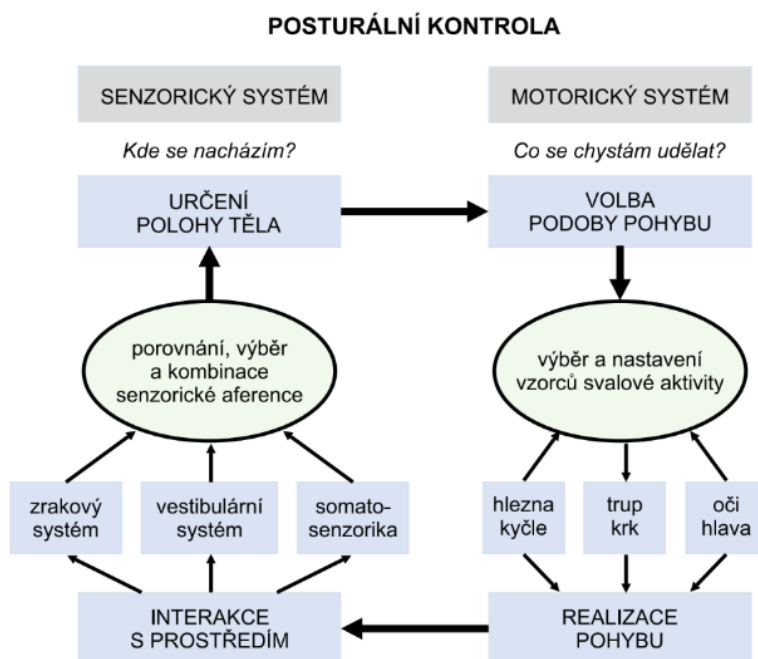 POSTURÁLNÍ KONTROLA
SENZORICKÝ SYSTÉM
MOTORICKÝ SYSTÉM
Kde se nacházím?
Co se chystám udělat?
URČENÍ
POLOHY TĚLA
VOLBA
PODOBY POHYBU
porovnání, výběr
a kombinace
senzorické aference
výběr a nastavení
vzorců svalové aktivity
zrakový
systém
vestibulární
systém
somato-
senzorika
hlezna
kyčle
trup
krk
oči
hlava
INTERAKCE
S PROSTŘEDÍM
REALIZACE
POHYBU